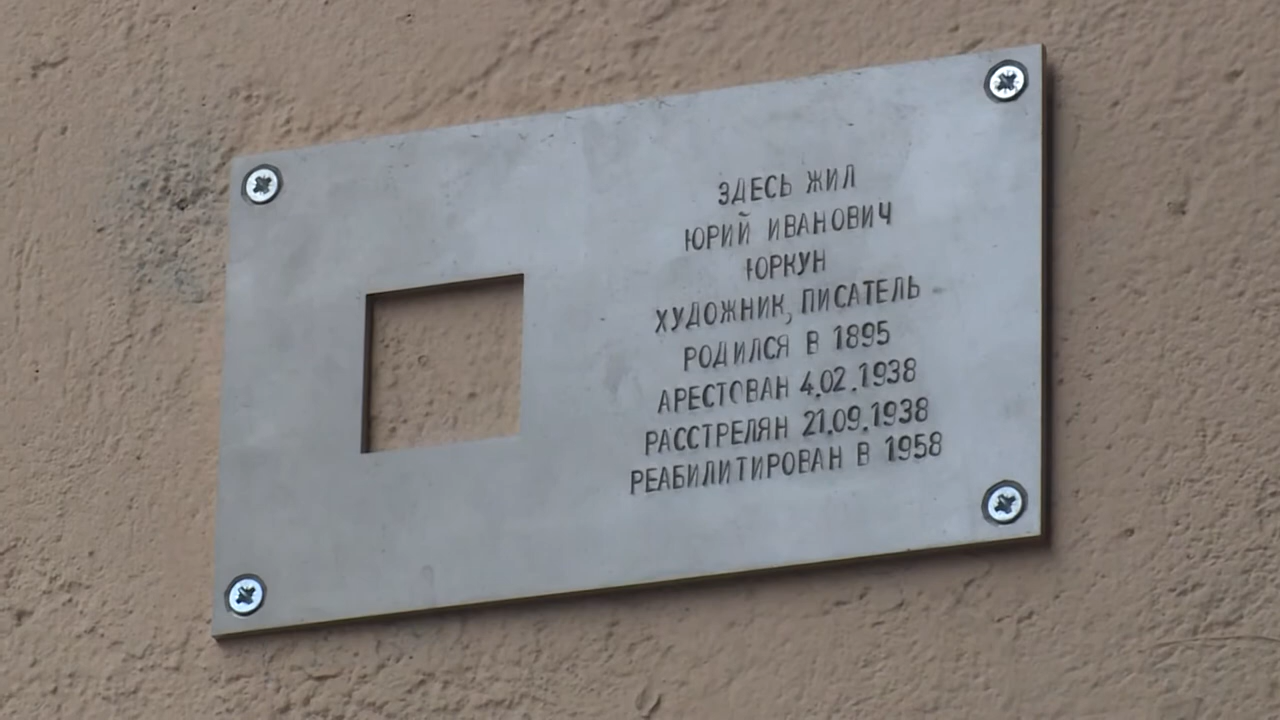 ЗДЕСЬ ЖИЛ
ЮРИЙ ИВАНОВИЧ
ЮРКУН
ХУДОЖНИК, ПИСАТЕЛЬ
РОДИЛСЯ В 1895
АРЕСТОВАН 4.02.1938
РАССТРЕЛЯН 21.09.1938
РЕАБИЛИТИРОВАН В 1958